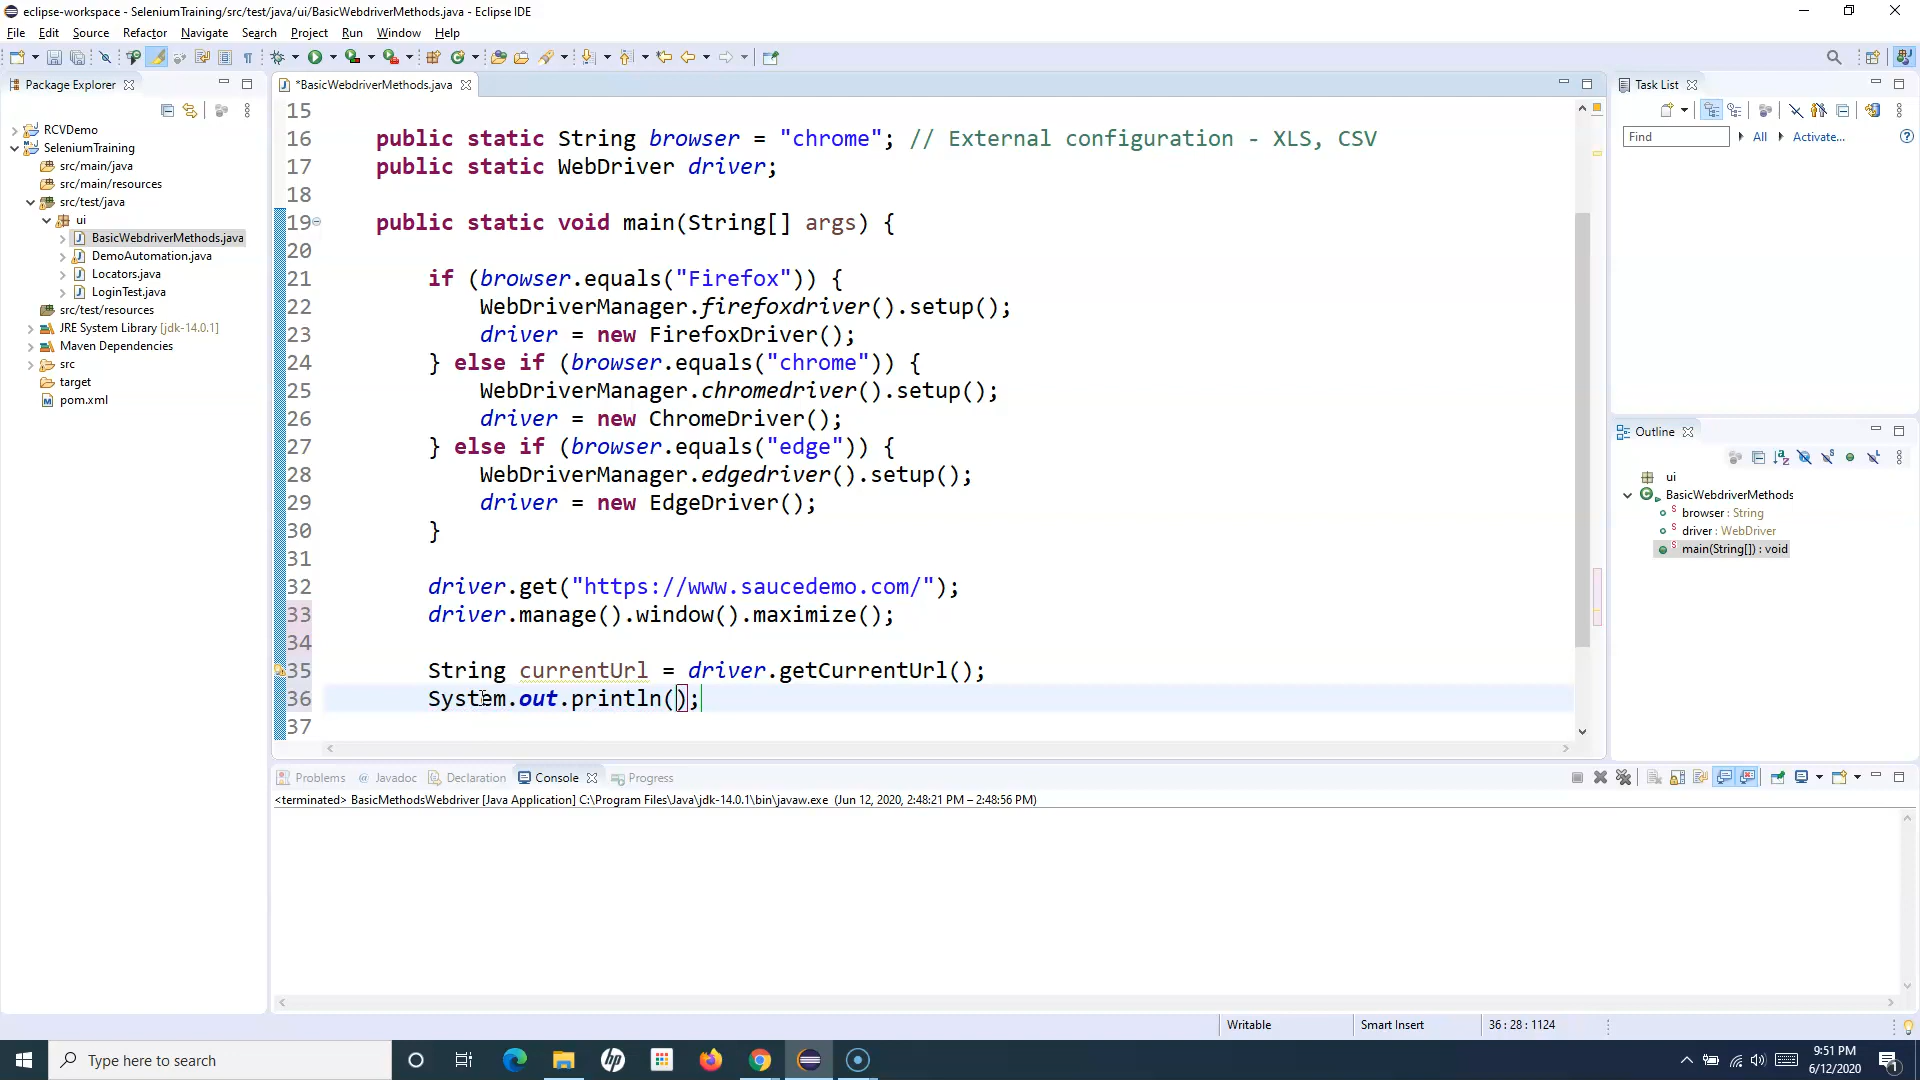 eclipse-workspace - SeleniumTraining/src/test/java/ui/BasicWebdriverMethods.java - Eclipse IDE
File Edit Source Refactor Navigate Search Project Run Window Help
Package Explorer
RCVDemo
SeleniumTraining
src/main/java
src/main/resources
src/test/java
ui
BasicWebdriverMethods.java
DemoAutomation.java
Locators.java
LoginTest.java
src/test/resources
JRE System Library [jdk-14.0.1]
Maven Dependencies
src
target
pom.xml
*BasicWebdriverMethods.java
15
16 public static String browser = "chrome"; // External configuration - XLS, CSV
17 public static WebDriver driver;
18
19 public static void main(String[] args) {
20
21 if (browser.equals("Firefox")) {
22 WebDriverManager.firefoxdriver().setup();
23 driver = new FirefoxDriver();
24 } else if (browser.equals("chrome")) {
25 WebDriverManager.chromedriver().setup();
26 driver = new ChromeDriver();
27 } else if (browser.equals("edge")) {
28 WebDriverManager.edgedriver().setup();
29 driver = new EdgeDriver();
30 }
31
32 driver.get("https://www.saucedemo.com/");
33 driver.manage().window().maximize();
34
35 String currentUrl = driver.getCurrentUrl();
36 System.out.println();
37
Task List
Find All Activate...
Outline
ui
BasicWebdriverMethods
browser : String
driver : WebDriver
main(String[]) : void
Problems Javadoc Declaration Console Progress
<terminated> BasicMethodsWebdriver [Java Application] C:\Program Files\Java\jdk-14.0.1\bin\javaw.exe (Jun 12, 2020, 2:48:21 PM – 2:48:56 PM)
Writable Smart Insert 36 : 28 : 1124
Type here to search
hp
9:51 PM
6/12/2020
1